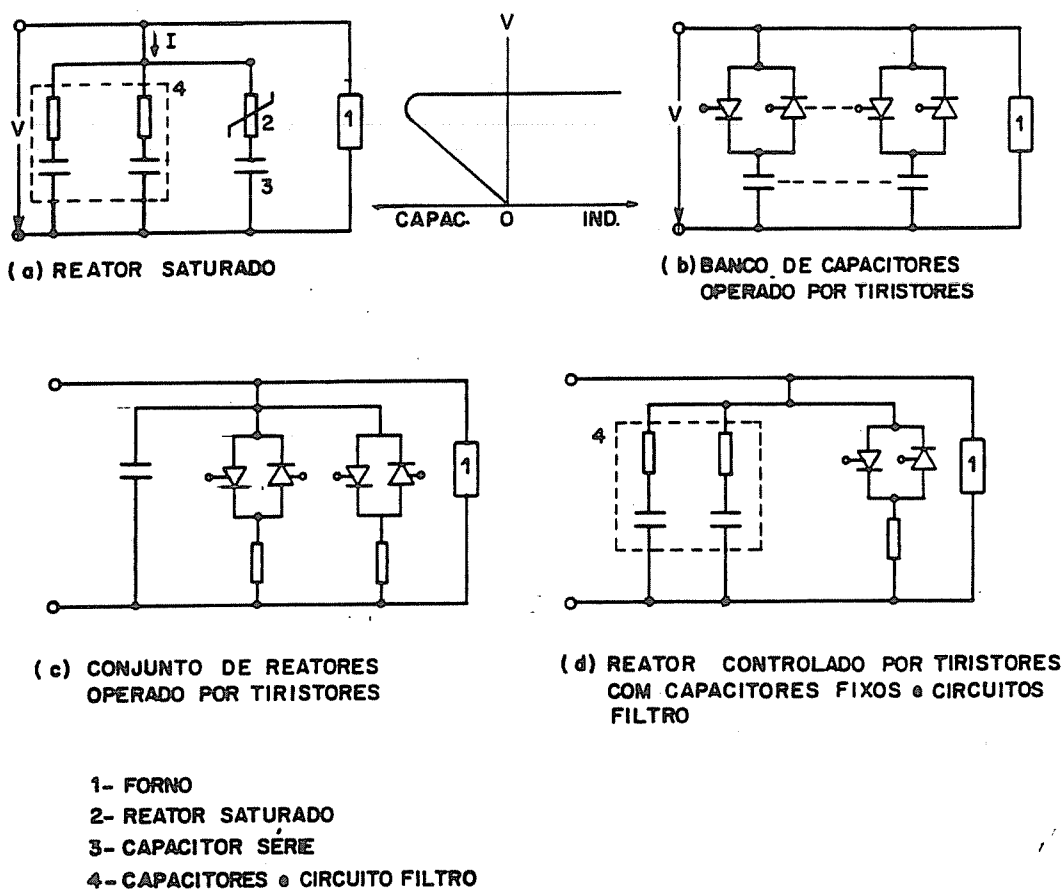 V
I
4
V
2
1
3
CAPAC. O IND.
(a) REATOR SATURADO
V
1
(b) BANCO DE CAPACITORES
OPERADO POR TIRISTORES
1
(c) CONJUNTO DE REATORES
OPERADO POR TIRISTORES
4
1
(d) REATOR CONTROLADO POR TIRISTORES
COM CAPACITORES FIXOS e CIRCUITOS
FILTRO
1- FORNO
2- REATOR SATURADO
3- CAPACITOR SÉRIE
4- CAPACITORES e CIRCUITO FILTRO